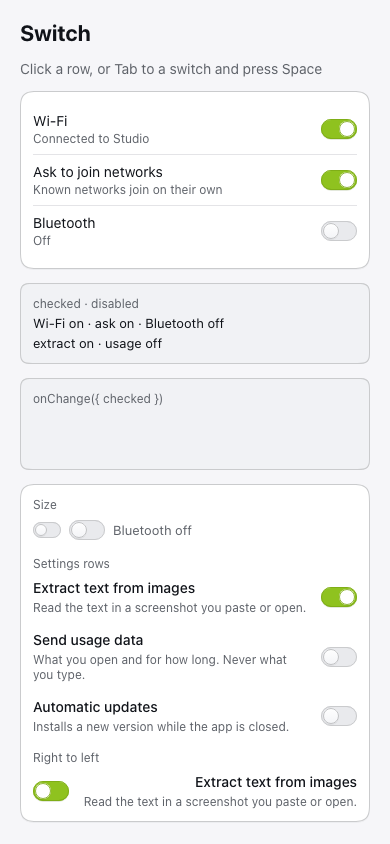 Switch
Click a row, or Tab to a switch and press Space
Wi-Fi
Connected to Studio
Ask to join networks
Known networks join on their own
Bluetooth
Off
checked · disabled
Wi-Fi on · ask on · Bluetooth off
extract on · usage off
onChange({ checked })
Size
Bluetooth off
Settings rows
Extract text from images
Read the text in a screenshot you paste or open.
Send usage data
What you open and for how long. Never what
you type.
Automatic updates
Installs a new version while the app is closed.
Right to left
Extract text from images
Read the text in a screenshot you paste or open.